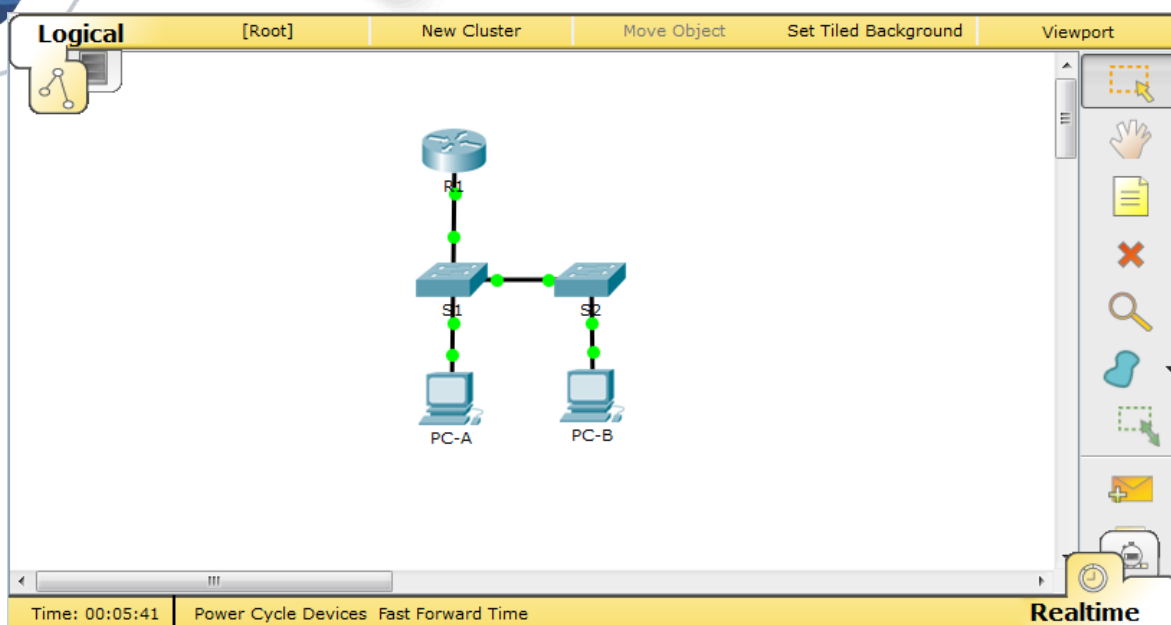 Logical [Root] New Cluster Move Object Set Tiled Background Viewport
R1
S1 S2
PC-A PC-B
Time: 00:05:41 Power Cycle Devices Fast Forward Time Realtime